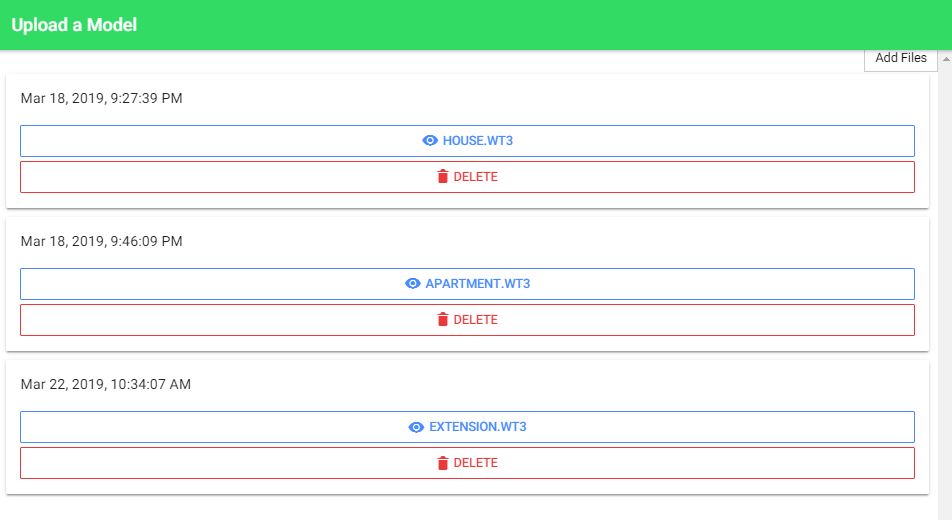 Upload a Model
Add Files
Mar 18, 2019, 9:27:39 PM
HOUSE.WT3
DELETE
Mar 18, 2019, 9:46:09 PM
APARTMENT.WT3
DELETE
Mar 22, 2019, 10:34:07 AM
EXTENSION.WT3
DELETE